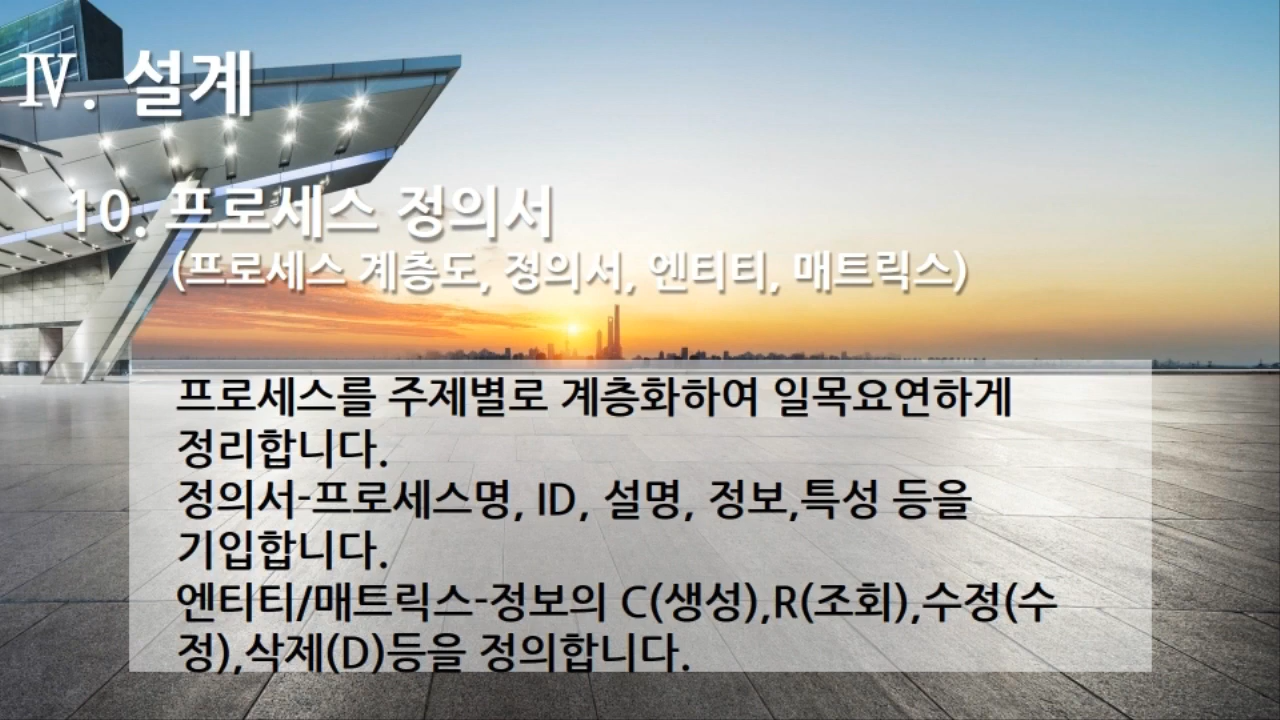 Ⅳ. 설계
10. 프로세스 정의서
(프로세스 계층도, 정의서, 엔티티, 매트릭스)
프로세스를 주제별로 계층화하여 일목요연하게
정리합니다.
정의서-프로세스명, ID, 설명, 정보,특성 등을
기입합니다.
엔티티/매트릭스-정보의 C(생성),R(조회),수정(수
정),삭제(D)등을 정의합니다.